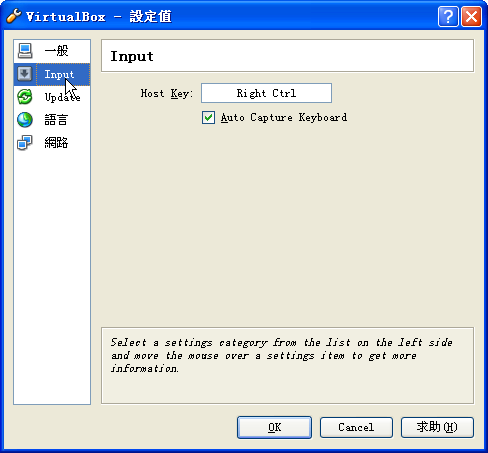 VirtualBox - 設定值
一般
Input
Update
語言
網路
Input
Host Key: Right Ctrl
Auto Capture Keyboard
Select a settings category from the list on the left side
and move the mouse over a settings item to get more
information.
OK Cancel 求助(H)